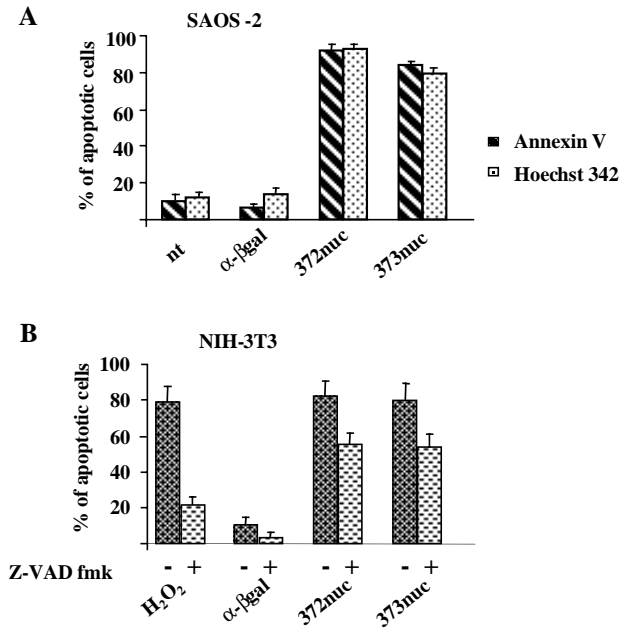 A
SAOS -2
% of apoptotic cells
100
80
60
40
20
Annexin V
Hoechst 342
nt
α-βgal
372nuc
373nuc
B
NIH-3T3
% of apoptotic cells
100
80
60
40
20
Z-VAD fmk - + - + - + - +
H₂O₂
α-βgal
372nuc
373nuc